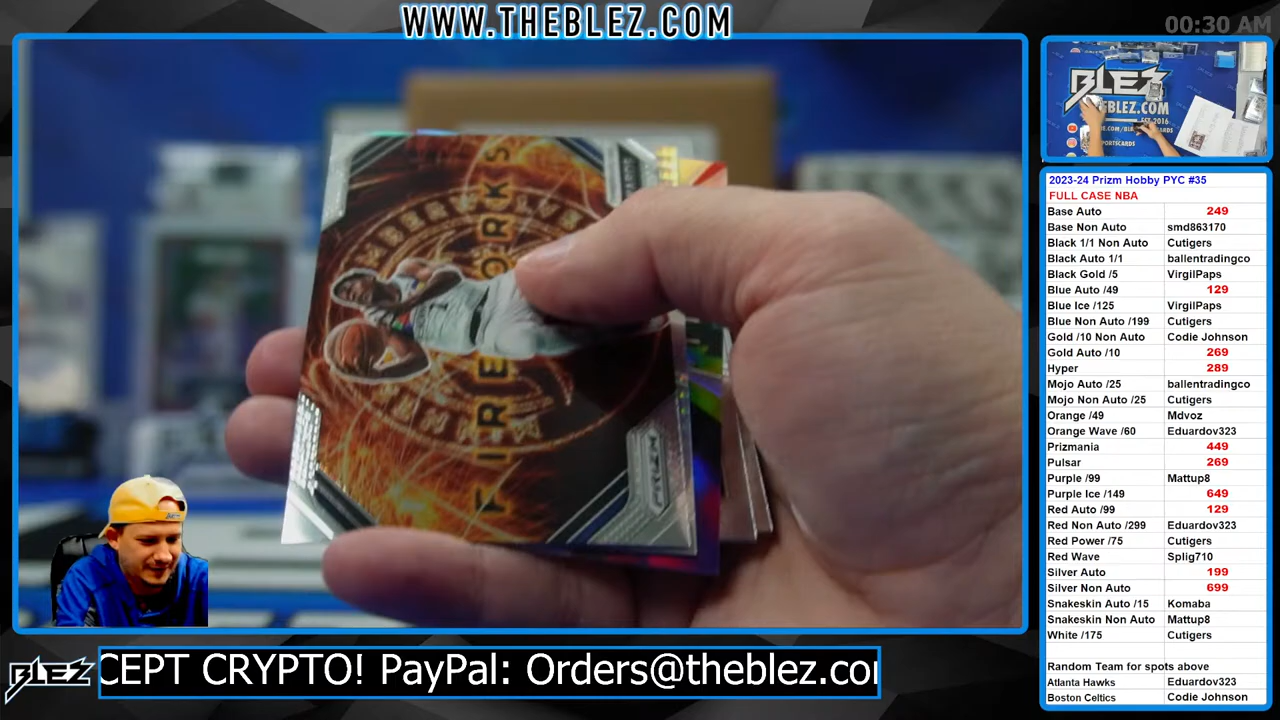 WWW.THEBLEZ.COM
00:30 AM
BLEZ
THEBLEZ.COM
EST 2016
FIREWORKS
PRIZM
2023-24 Prizm Hobby PYC #35
FULL CASE NBA
Base Auto 249
Base Non Auto smd863170
Black 1/1 Non Auto Cutigers
Black Auto 1/1 ballentradingco
Black Gold /5 VirgilPaps
Blue Auto /49 129
Blue Ice /125 VirgilPaps
Blue Non Auto /199 Cutigers
Gold /10 Non Auto Codie Johnson
Gold Auto /10 269
Hyper 289
Mojo Auto /25 ballentradingco
Mojo Non Auto /25 Cutigers
Orange /49 Mdvoz
Orange Wave /60 Eduardov323
Prizmania 449
Pulsar 269
Purple /99 Mattup8
Purple Ice /149 649
Red Auto /99 129
Red Non Auto /299 Eduardov323
Red Power /75 Cutigers
Red Wave Splig710
Silver Auto 199
Silver Non Auto 699
Snakeskin Auto /15 Komaba
Snakeskin Non Auto Mattup8
White /175 Cutigers
Random Team for spots above
Atlanta Hawks Eduardov323
Boston Celtics Codie Johnson
BLEZ
CEPT CRYPTO! PayPal: Orders@theblez.com